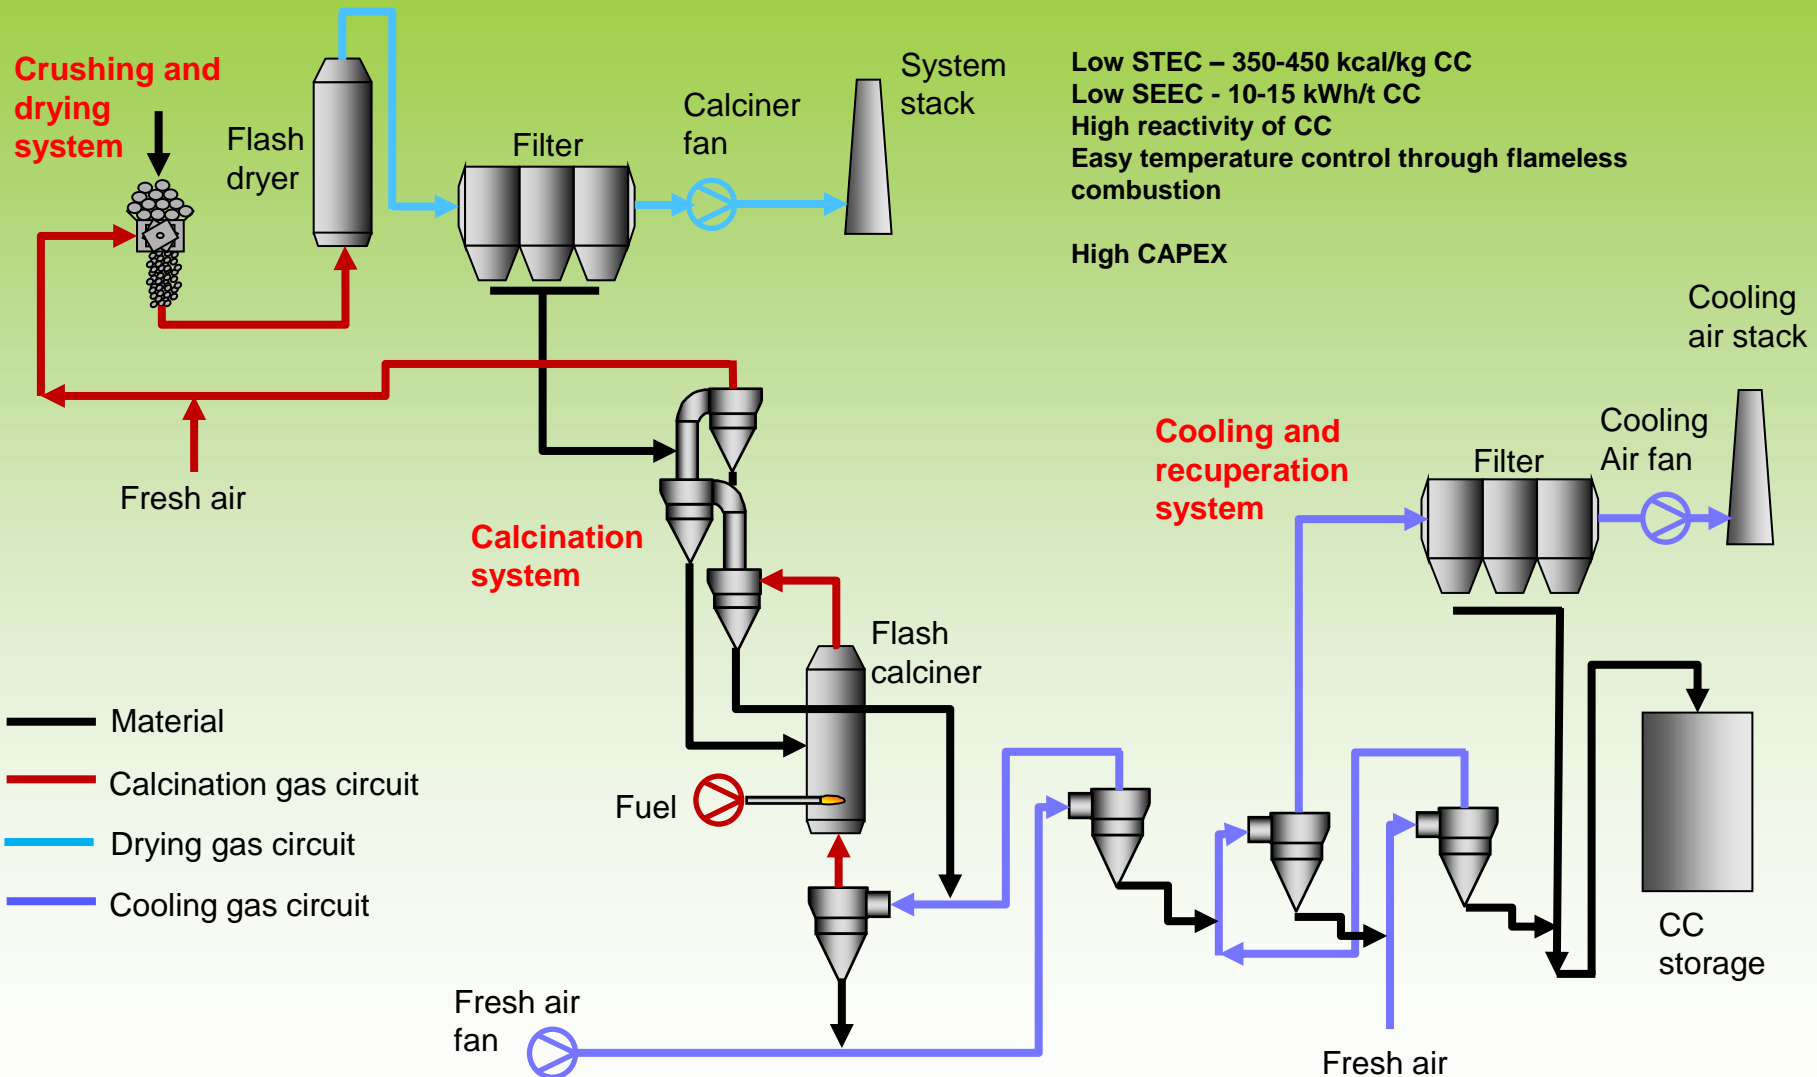 Crushing and
drying
system
Flash
dryer
Filter
Calciner
fan
System
stack
Low STEC – 350-450 kcal/kg CC
Low SEEC - 10-15 kWh/t CC
High reactivity of CC
Easy temperature control through flameless
combustion
High CAPEX
Fresh air
Calcination
system
Cooling and
recuperation
system
Filter
Cooling
Air fan
Cooling
air stack
Flash
calciner
Fuel
Material
Calcination gas circuit
Drying gas circuit
Cooling gas circuit
Fresh air
fan
Fresh air
CC
storage